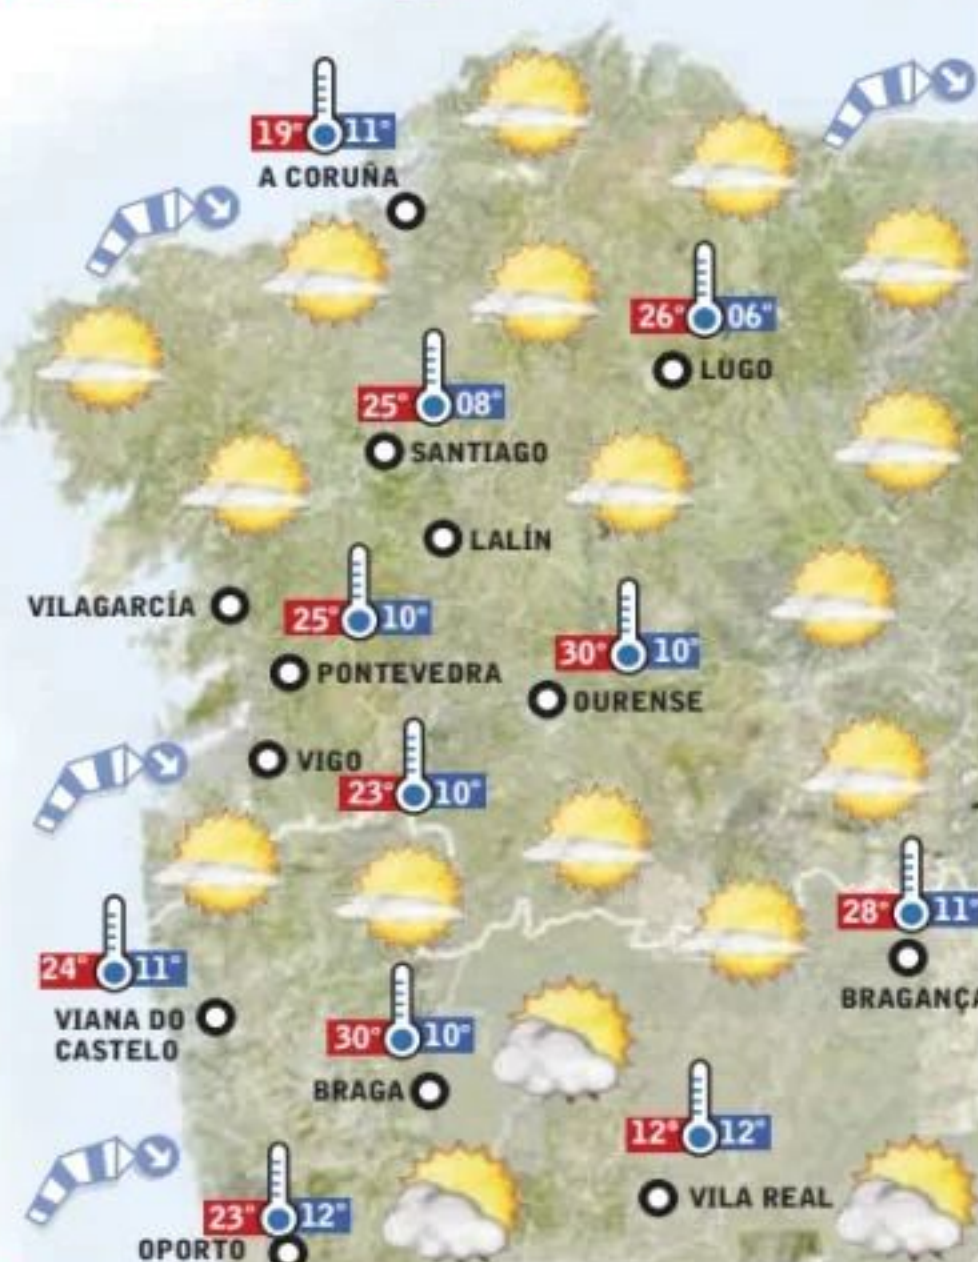 19° 11°
A CORUÑA
26° 06°
LUGO
25° 08°
SANTIAGO
LALÍN
VILAGARCÍA
25° 10°
PONTEVEDRA
30° 10°
OURENSE
VIGO
23° 10°
28° 11°
BRAGANÇA
24° 11°
VIANA DO
CASTELO
30° 10°
BRAGA
12° 12°
VILA REAL
23° 12°
OPORTO